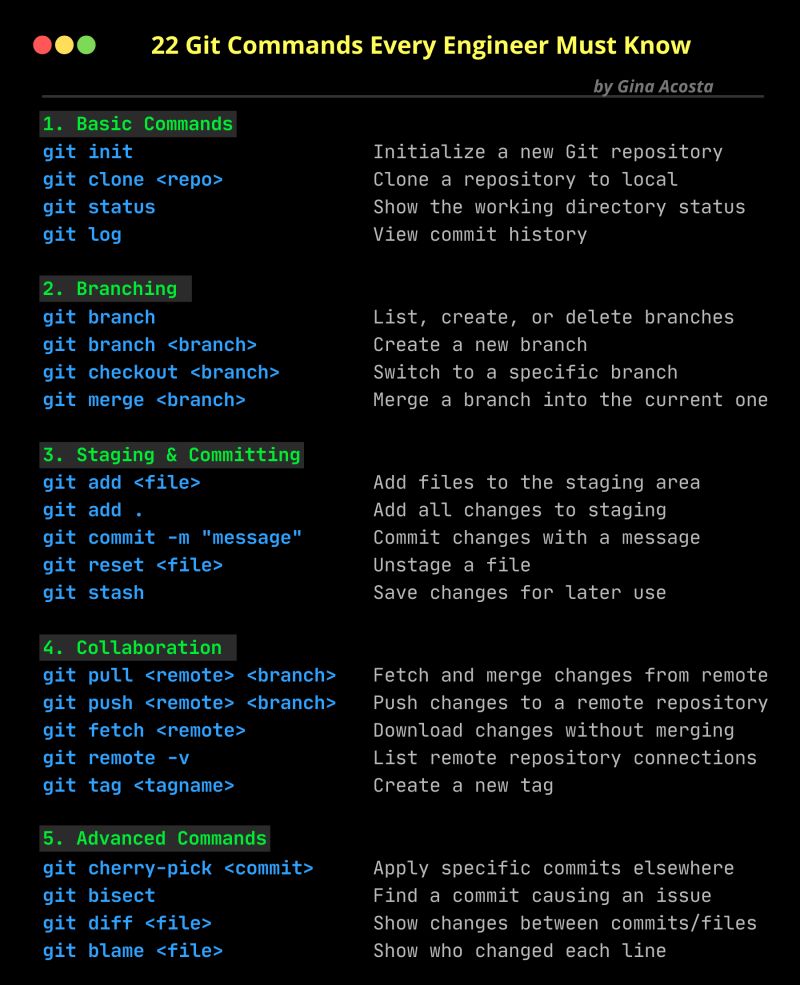 22 Git Commands Every Engineer Must Know
by Gina Acosta
1. Basic Commands
git init Initialize a new Git repository
git clone <repo> Clone a repository to local
git status Show the working directory status
git log View commit history
2. Branching
git branch List, create, or delete branches
git branch <branch> Create a new branch
git checkout <branch> Switch to a specific branch
git merge <branch> Merge a branch into the current one
3. Staging & Committing
git add <file> Add files to the staging area
git add . Add all changes to staging
git commit -m "message" Commit changes with a message
git reset <file> Unstage a file
git stash Save changes for later use
4. Collaboration
git pull <remote> <branch> Fetch and merge changes from remote
git push <remote> <branch> Push changes to a remote repository
git fetch <remote> Download changes without merging
git remote -v List remote repository connections
git tag <tagname> Create a new tag
5. Advanced Commands
git cherry-pick <commit> Apply specific commits elsewhere
git bisect Find a commit causing an issue
git diff <file> Show changes between commits/files
git blame <file> Show who changed each line